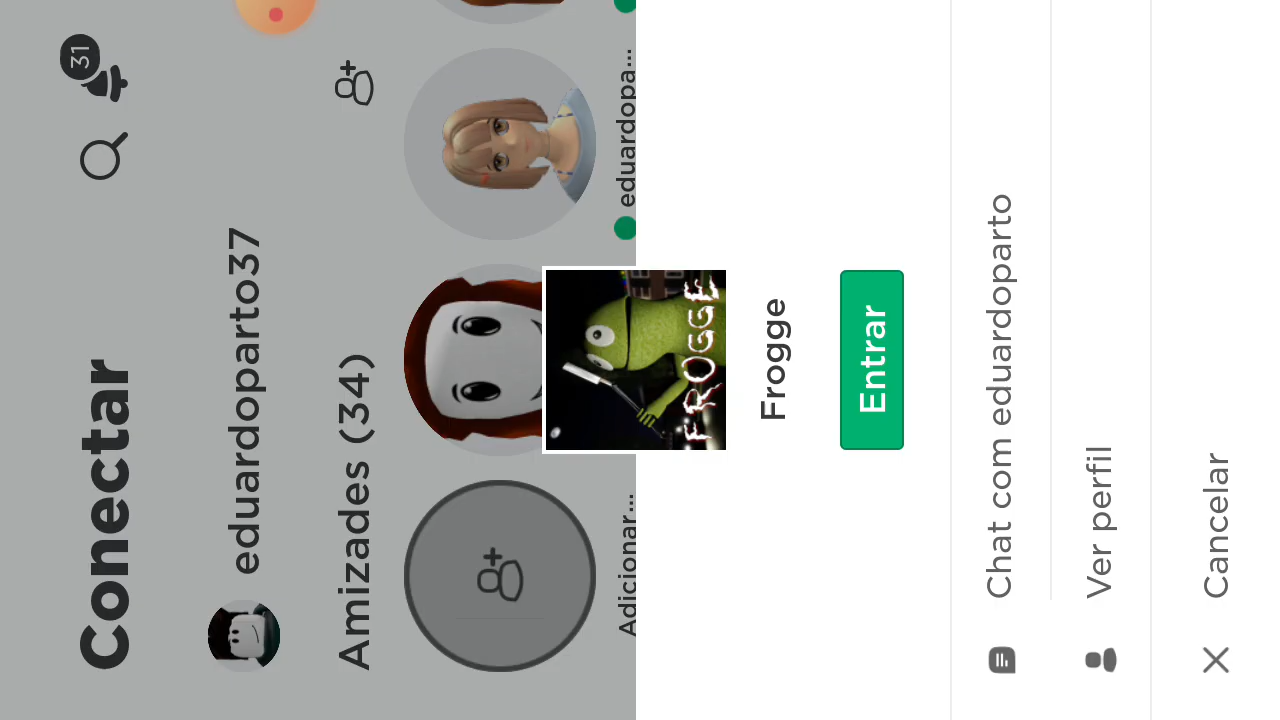 Conectar
31
eduardoparto37
Amizades (34)
Adicionar...
eduardopa...
FROGGE
Frogge
Entrar
Chat com eduardoparto
Ver perfil
Cancelar